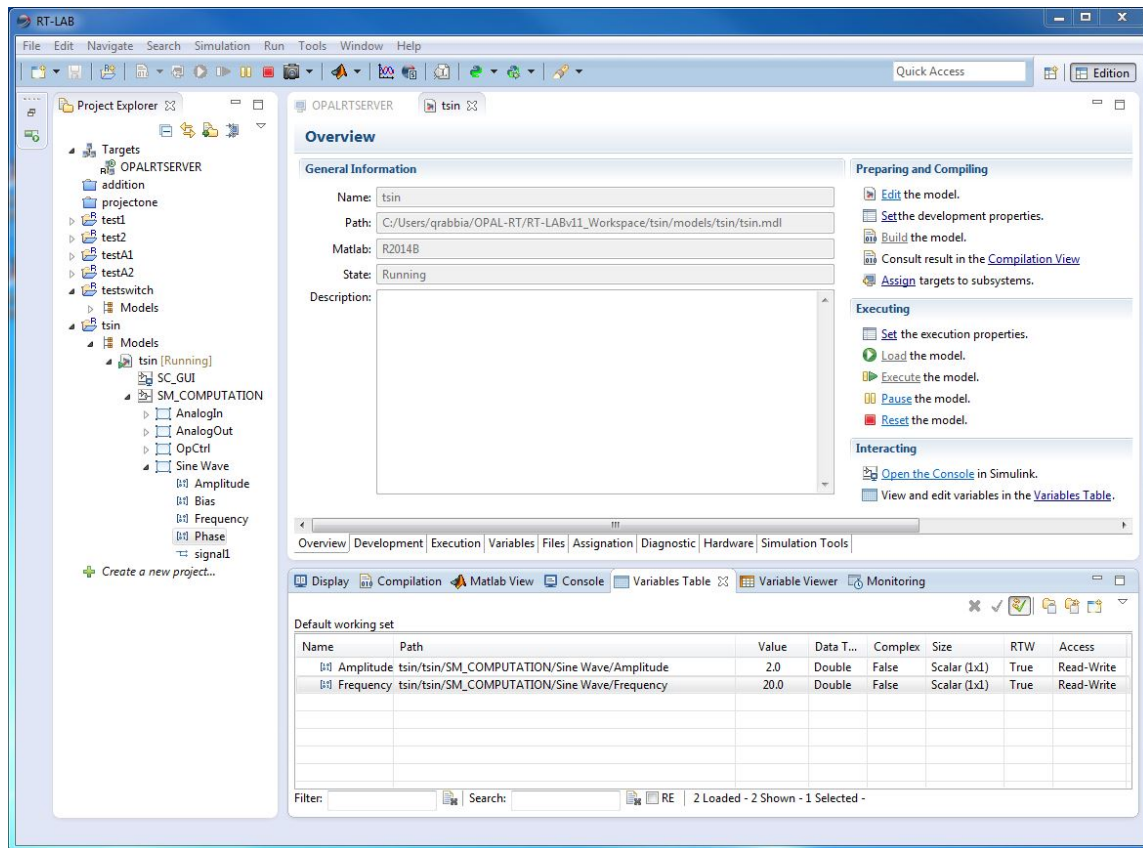 RT-LAB
File Edit Navigate Search Simulation Run Tools Window Help
Quick Access
Edition
Project Explorer
Targets
OPALRTSERVER
addition
projectone
test1
test2
testA1
testA2
testswitch
Models
tsin
Models
tsin [Running]
SC_GUI
SM_COMPUTATION
AnalogIn
AnalogOut
OpCtrl
Sine Wave
Amplitude
Bias
Frequency
Phase
signal1
Create a new project...
OPALRTSERVER tsin
Overview
General Information
Name: tsin
Path: C:/Users/qrabbia/OPAL-RT/RT-LABv11_Workspace/tsin/models/tsin/tsin.mdl
Matlab: R2014B
State: Running
Description:
Preparing and Compiling
Edit the model.
Setthe development properties.
Build the model.
Consult result in the Compilation View
Assign targets to subsystems.
Executing
Set the execution properties.
Load the model.
Execute the model.
Pause the model.
Reset the model.
Interacting
Open the Console in Simulink.
View and edit variables in the Variables Table.
Overview Development Execution Variables Files Assignation Diagnostic Hardware Simulation Tools
Display Compilation Matlab View Console Variables Table Variable Viewer Monitoring
Default working set
Name Path Value Data T... Complex Size RTW Access
Amplitude tsin/tsin/SM_COMPUTATION/Sine Wave/Amplitude 2.0 Double False Scalar (1x1) True Read-Write
Frequency tsin/tsin/SM_COMPUTATION/Sine Wave/Frequency 20.0 Double False Scalar (1x1) True Read-Write
Filter: Search: RE 2 Loaded - 2 Shown - 1 Selected -